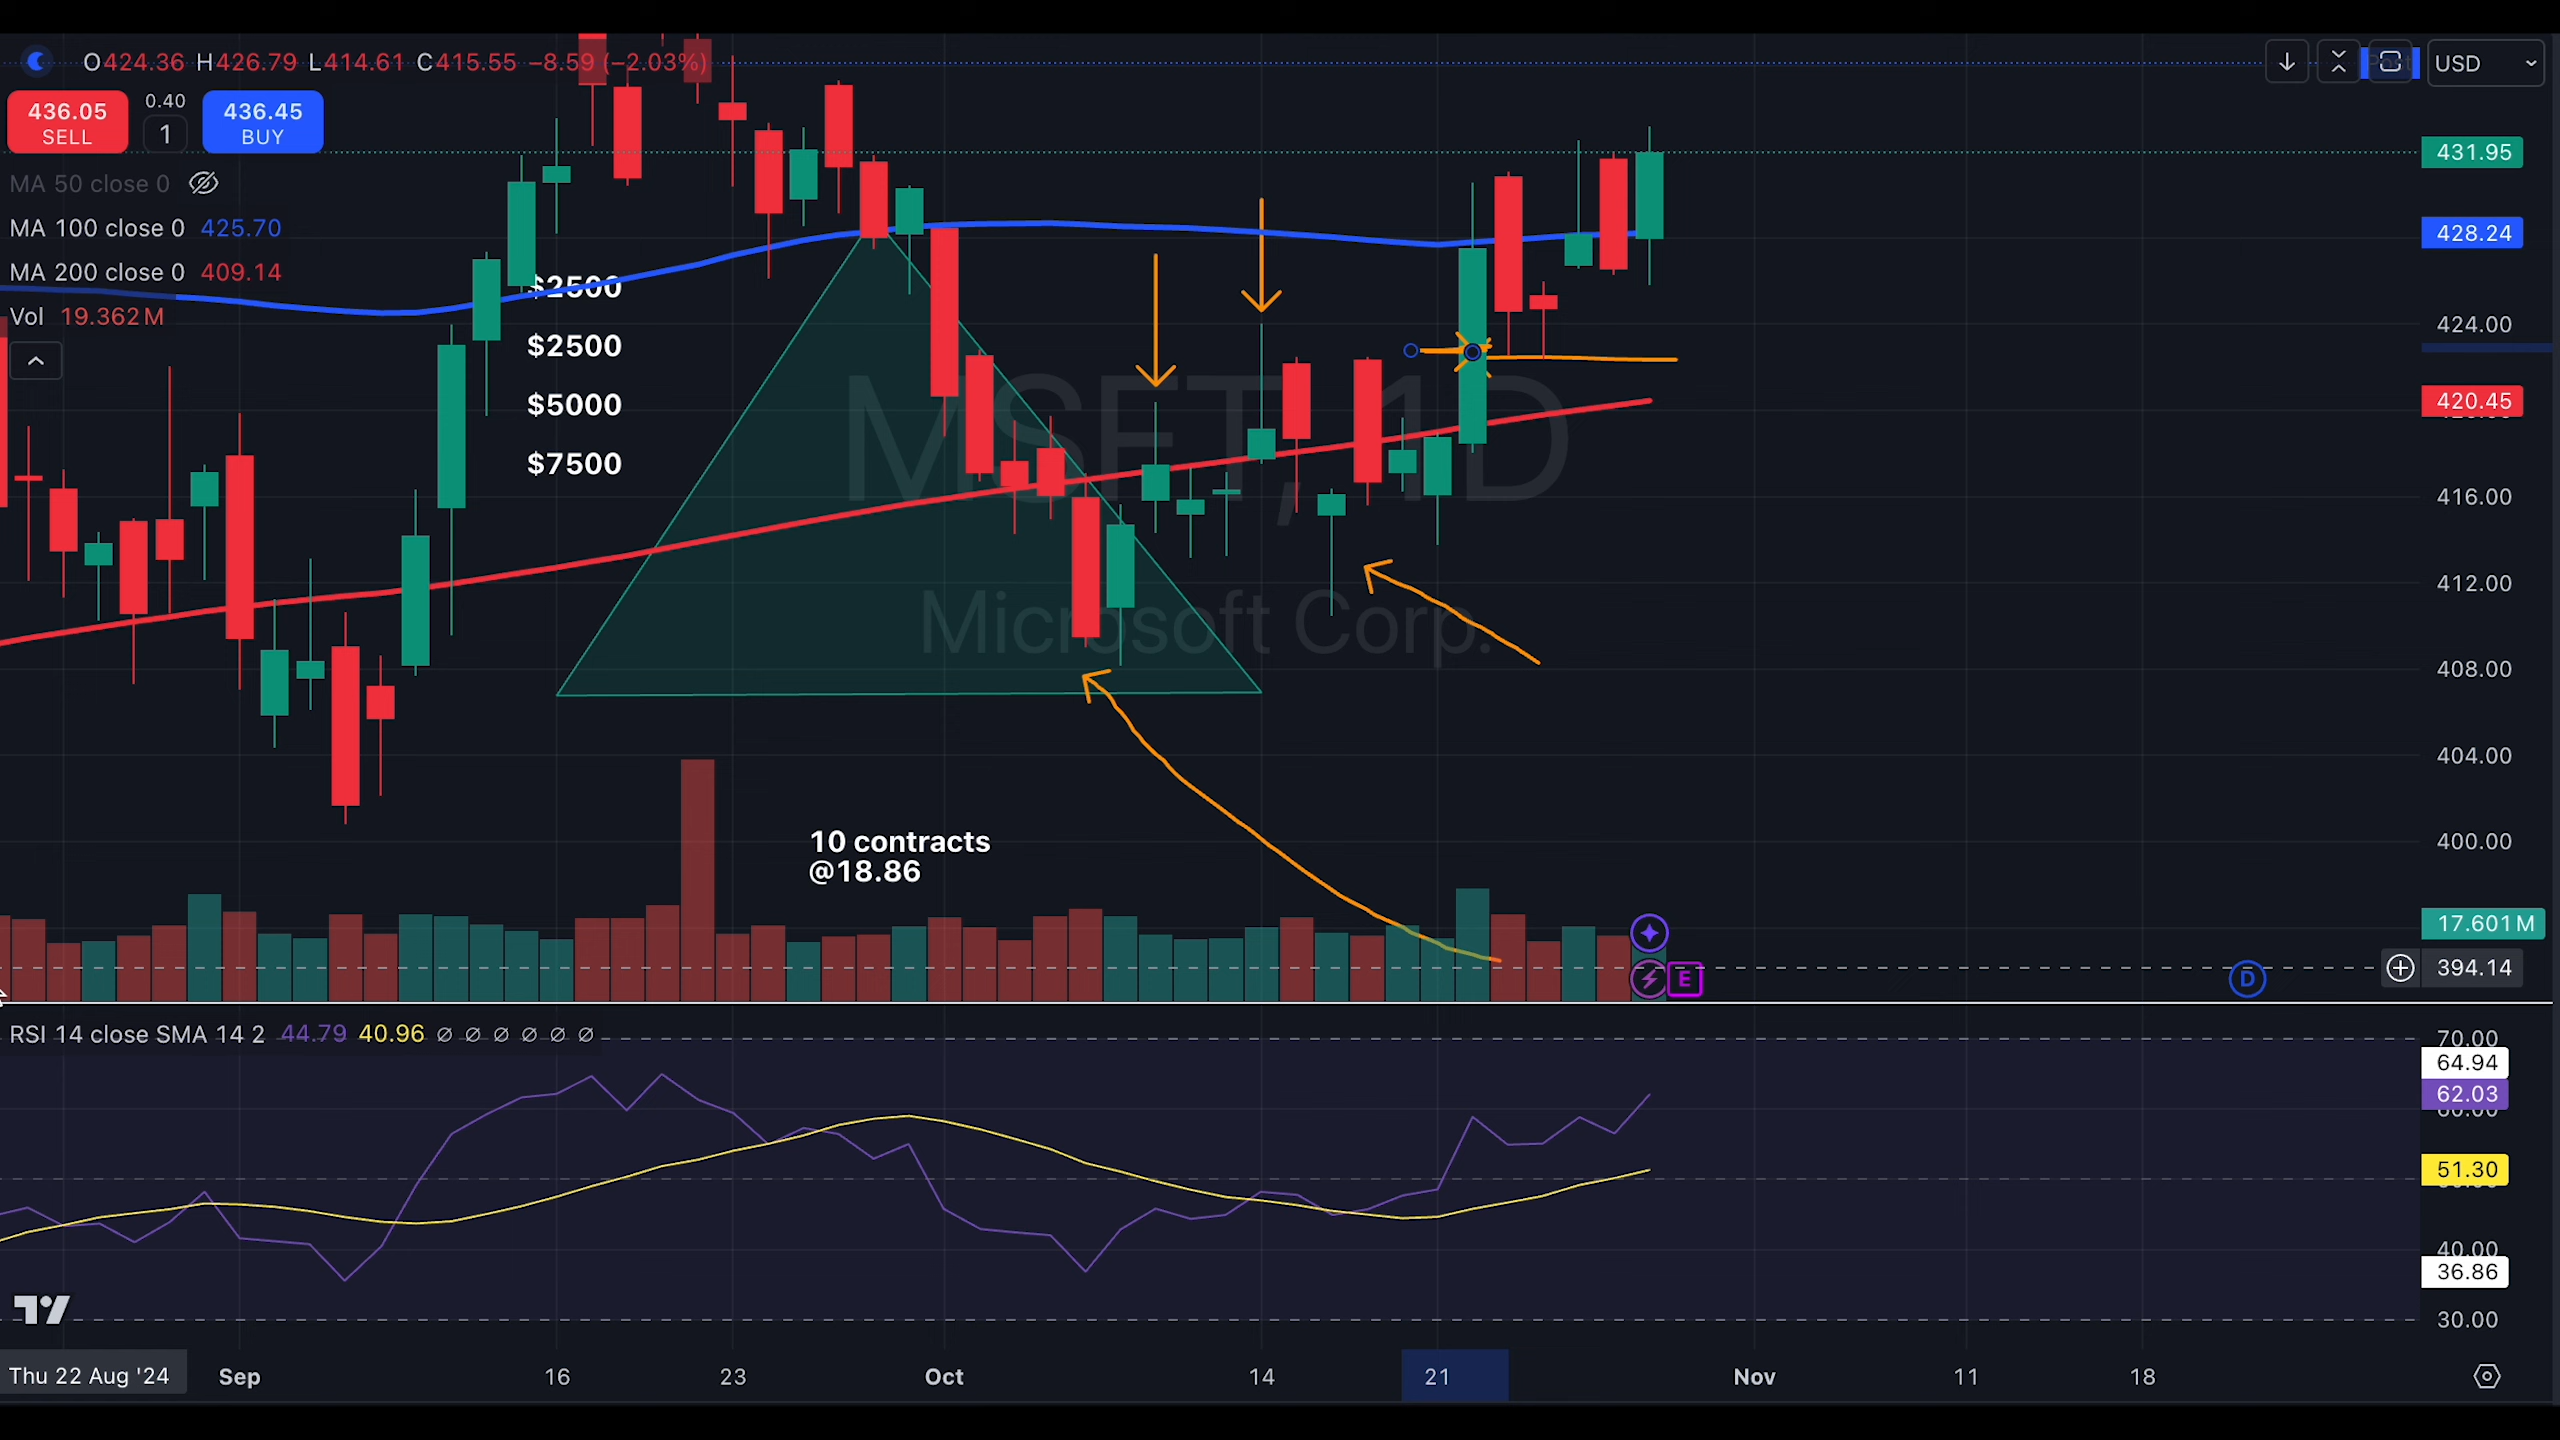 O424.36 H426.79 L414.61 C415.55 −8.59 (−2.03%)
USD
436.05
SELL
0.40
1
436.45
BUY
431.95
MA 50 close 0
MA 100 close 0 425.70
428.24
MA 200 close 0 409.14
$2500
Vol 19.362 M
424.00
$2500
$5000
420.45
$7500
MSFT, 1D
416.00
412.00
Microsoft Corp.
408.00
404.00
10 contracts
@18.86
400.00
17.601 M
394.14
E
D
RSI 14 close SMA 14 2 44.79 40.96 ∅ ∅ ∅ ∅ ∅ ∅
70.00
64.94
62.03
60.00
51.30
40.00
36.86
30.00
Thu 22 Aug '24 Sep 16 23 Oct 14 21 Nov 11 18